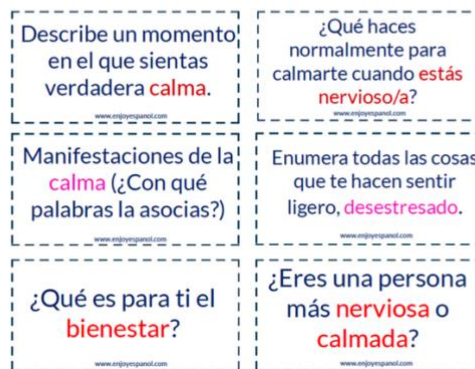 Describe un momento
en el que sientas
verdadera calma.
www.enjoyespanol.com
¿Qué haces
normalmente para
calmarte cuando estás
nervioso/a?
www.enjoyespanol.com
Manifestaciones de la
calma (¿Con qué
palabras la asocias?)
www.enjoyespanol.com
Enumera todas las cosas
que te hacen sentir
ligero, desestresado.
www.enjoyespanol.com
¿Qué es para ti el
bienestar?
www.enjoyespanol.com
¿Eres una persona
más nerviosa o
calmada?
www.enjoyespanol.com